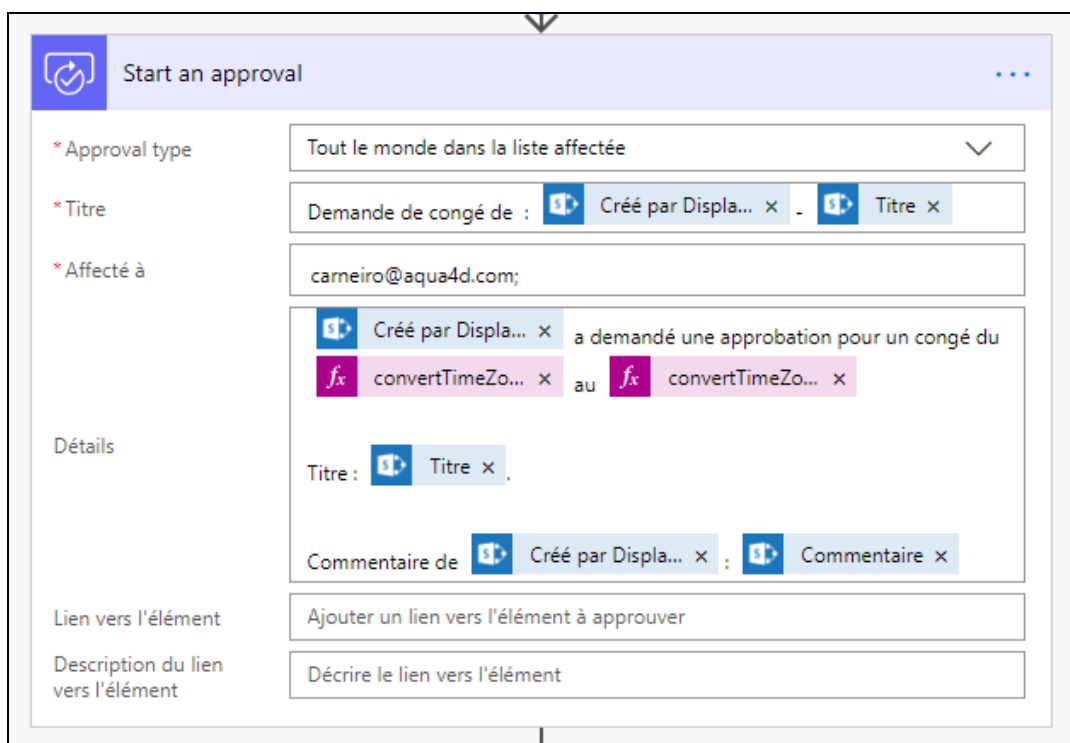 Start an approval
* Approval type
Tout le monde dans la liste affectée
* Titre
Demande de congé de : Créé par Displa... × - Titre ×
* Affecté à
carneiro@aqua4d.com;
Détails
Créé par Displa... × a demandé une approbation pour un congé du
fx convertTimeZo... × au fx convertTimeZo... ×
Titre : Titre × .
Commentaire de Créé par Displa... × : Commentaire ×
Lien vers l'élément
Ajouter un lien vers l'élément à approuver
Description du lien
vers l'élément
Décrire le lien vers l'élément